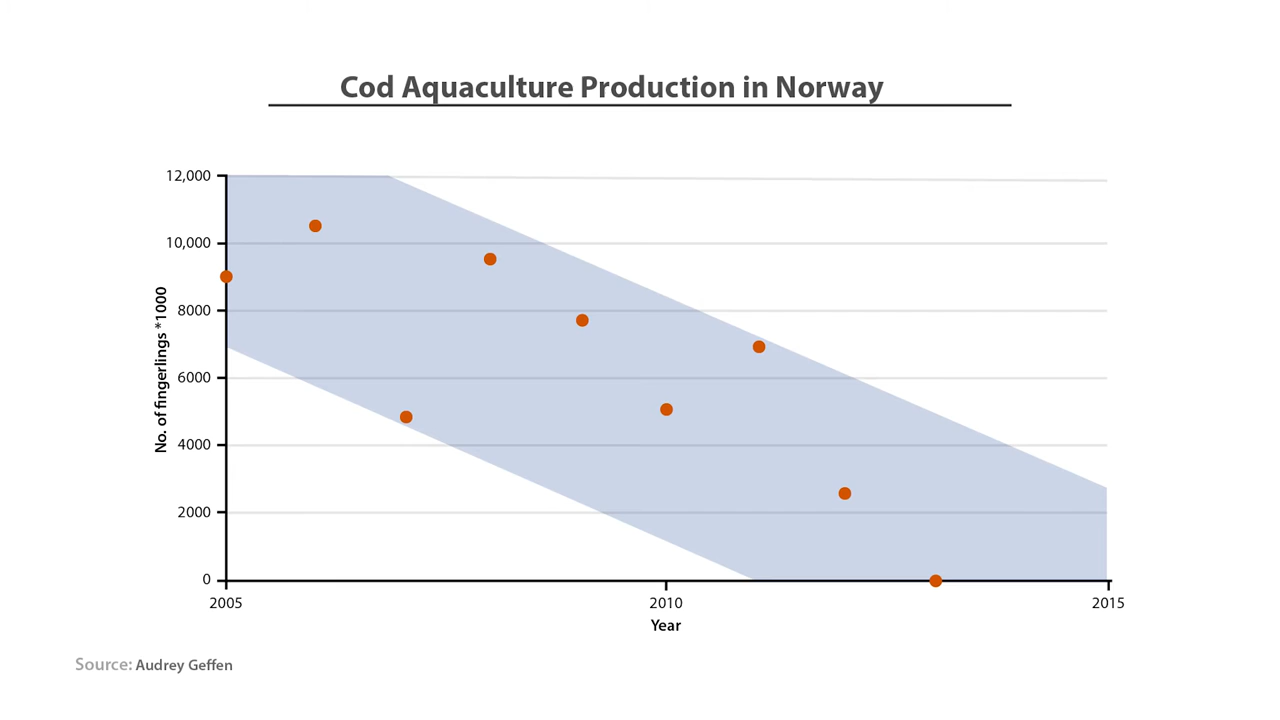 Cod Aquaculture Production in Norway
12,000
10,000
8000
6000
4000
2000
0
No. of fingerlings *1000
2005
2010
2015
Year
Source: Audrey Geffen